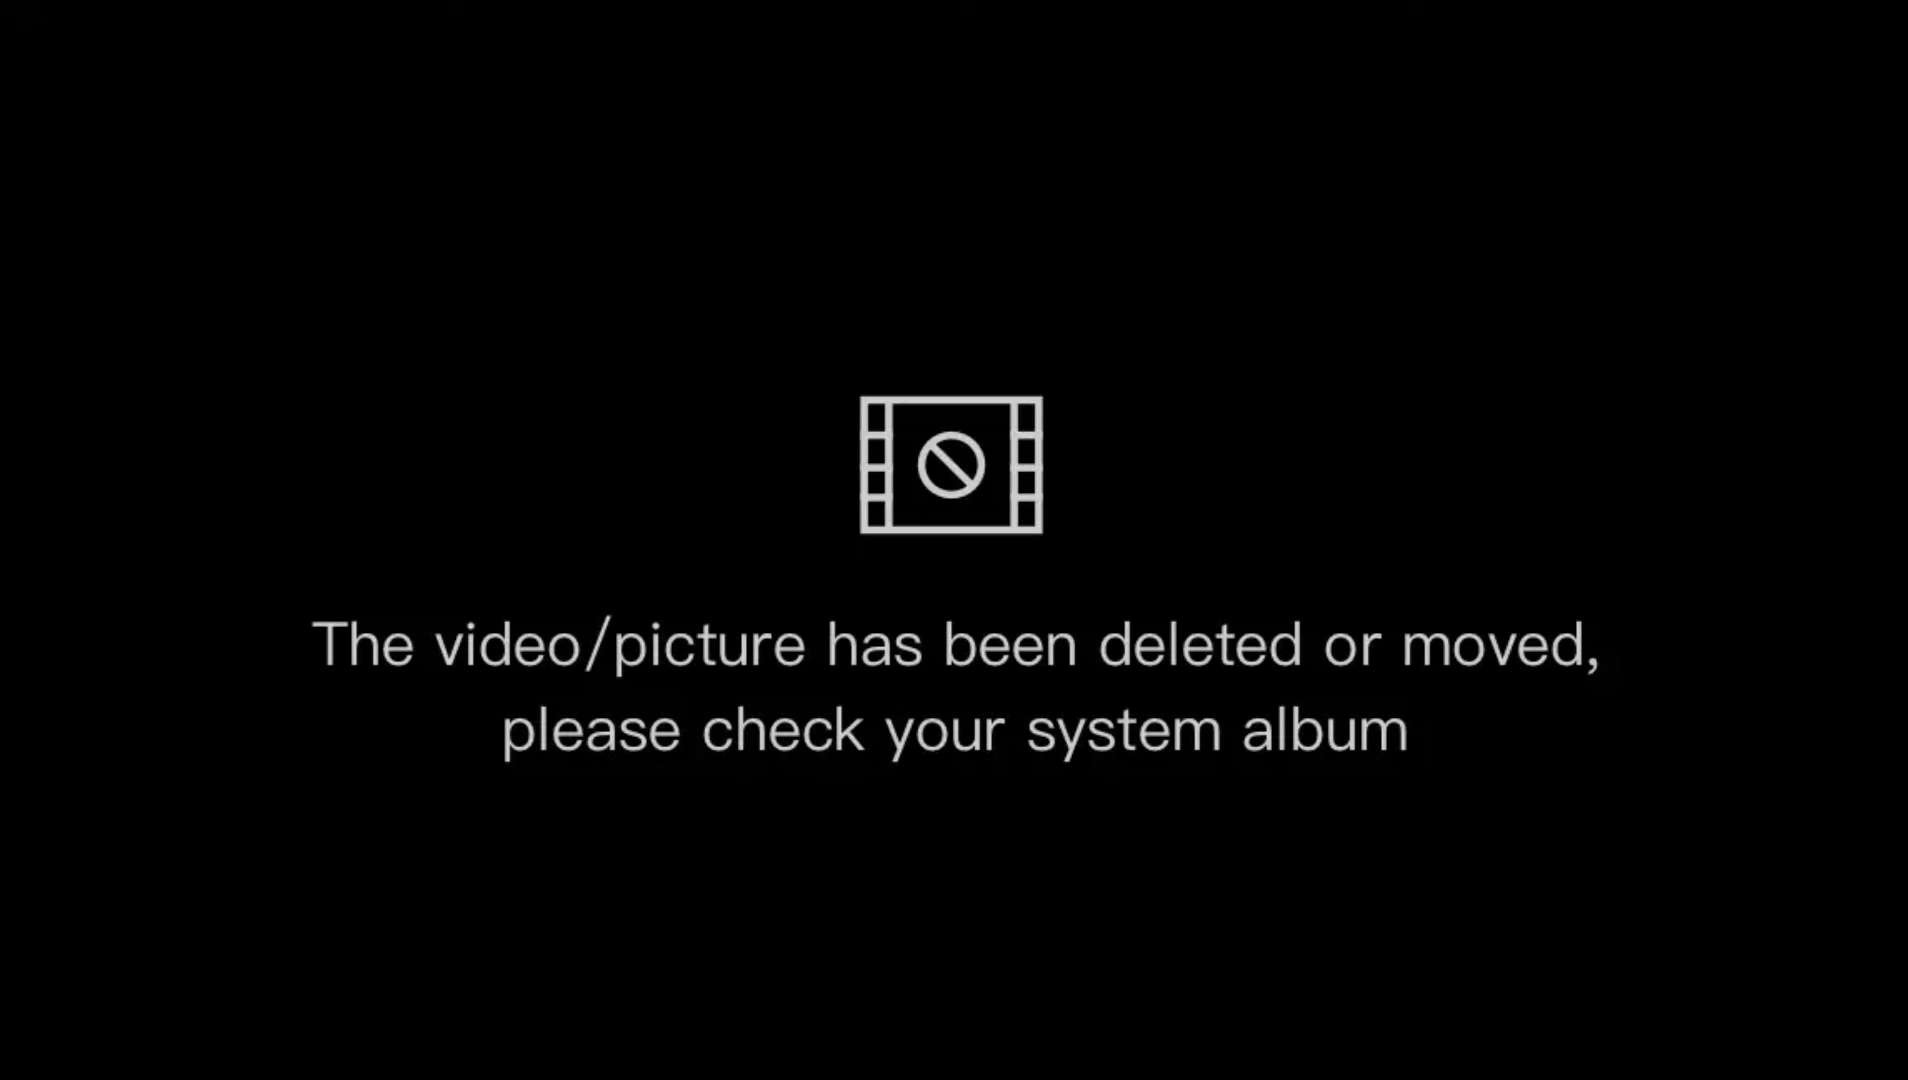 The video/picture has been deleted or moved,
please check your system album